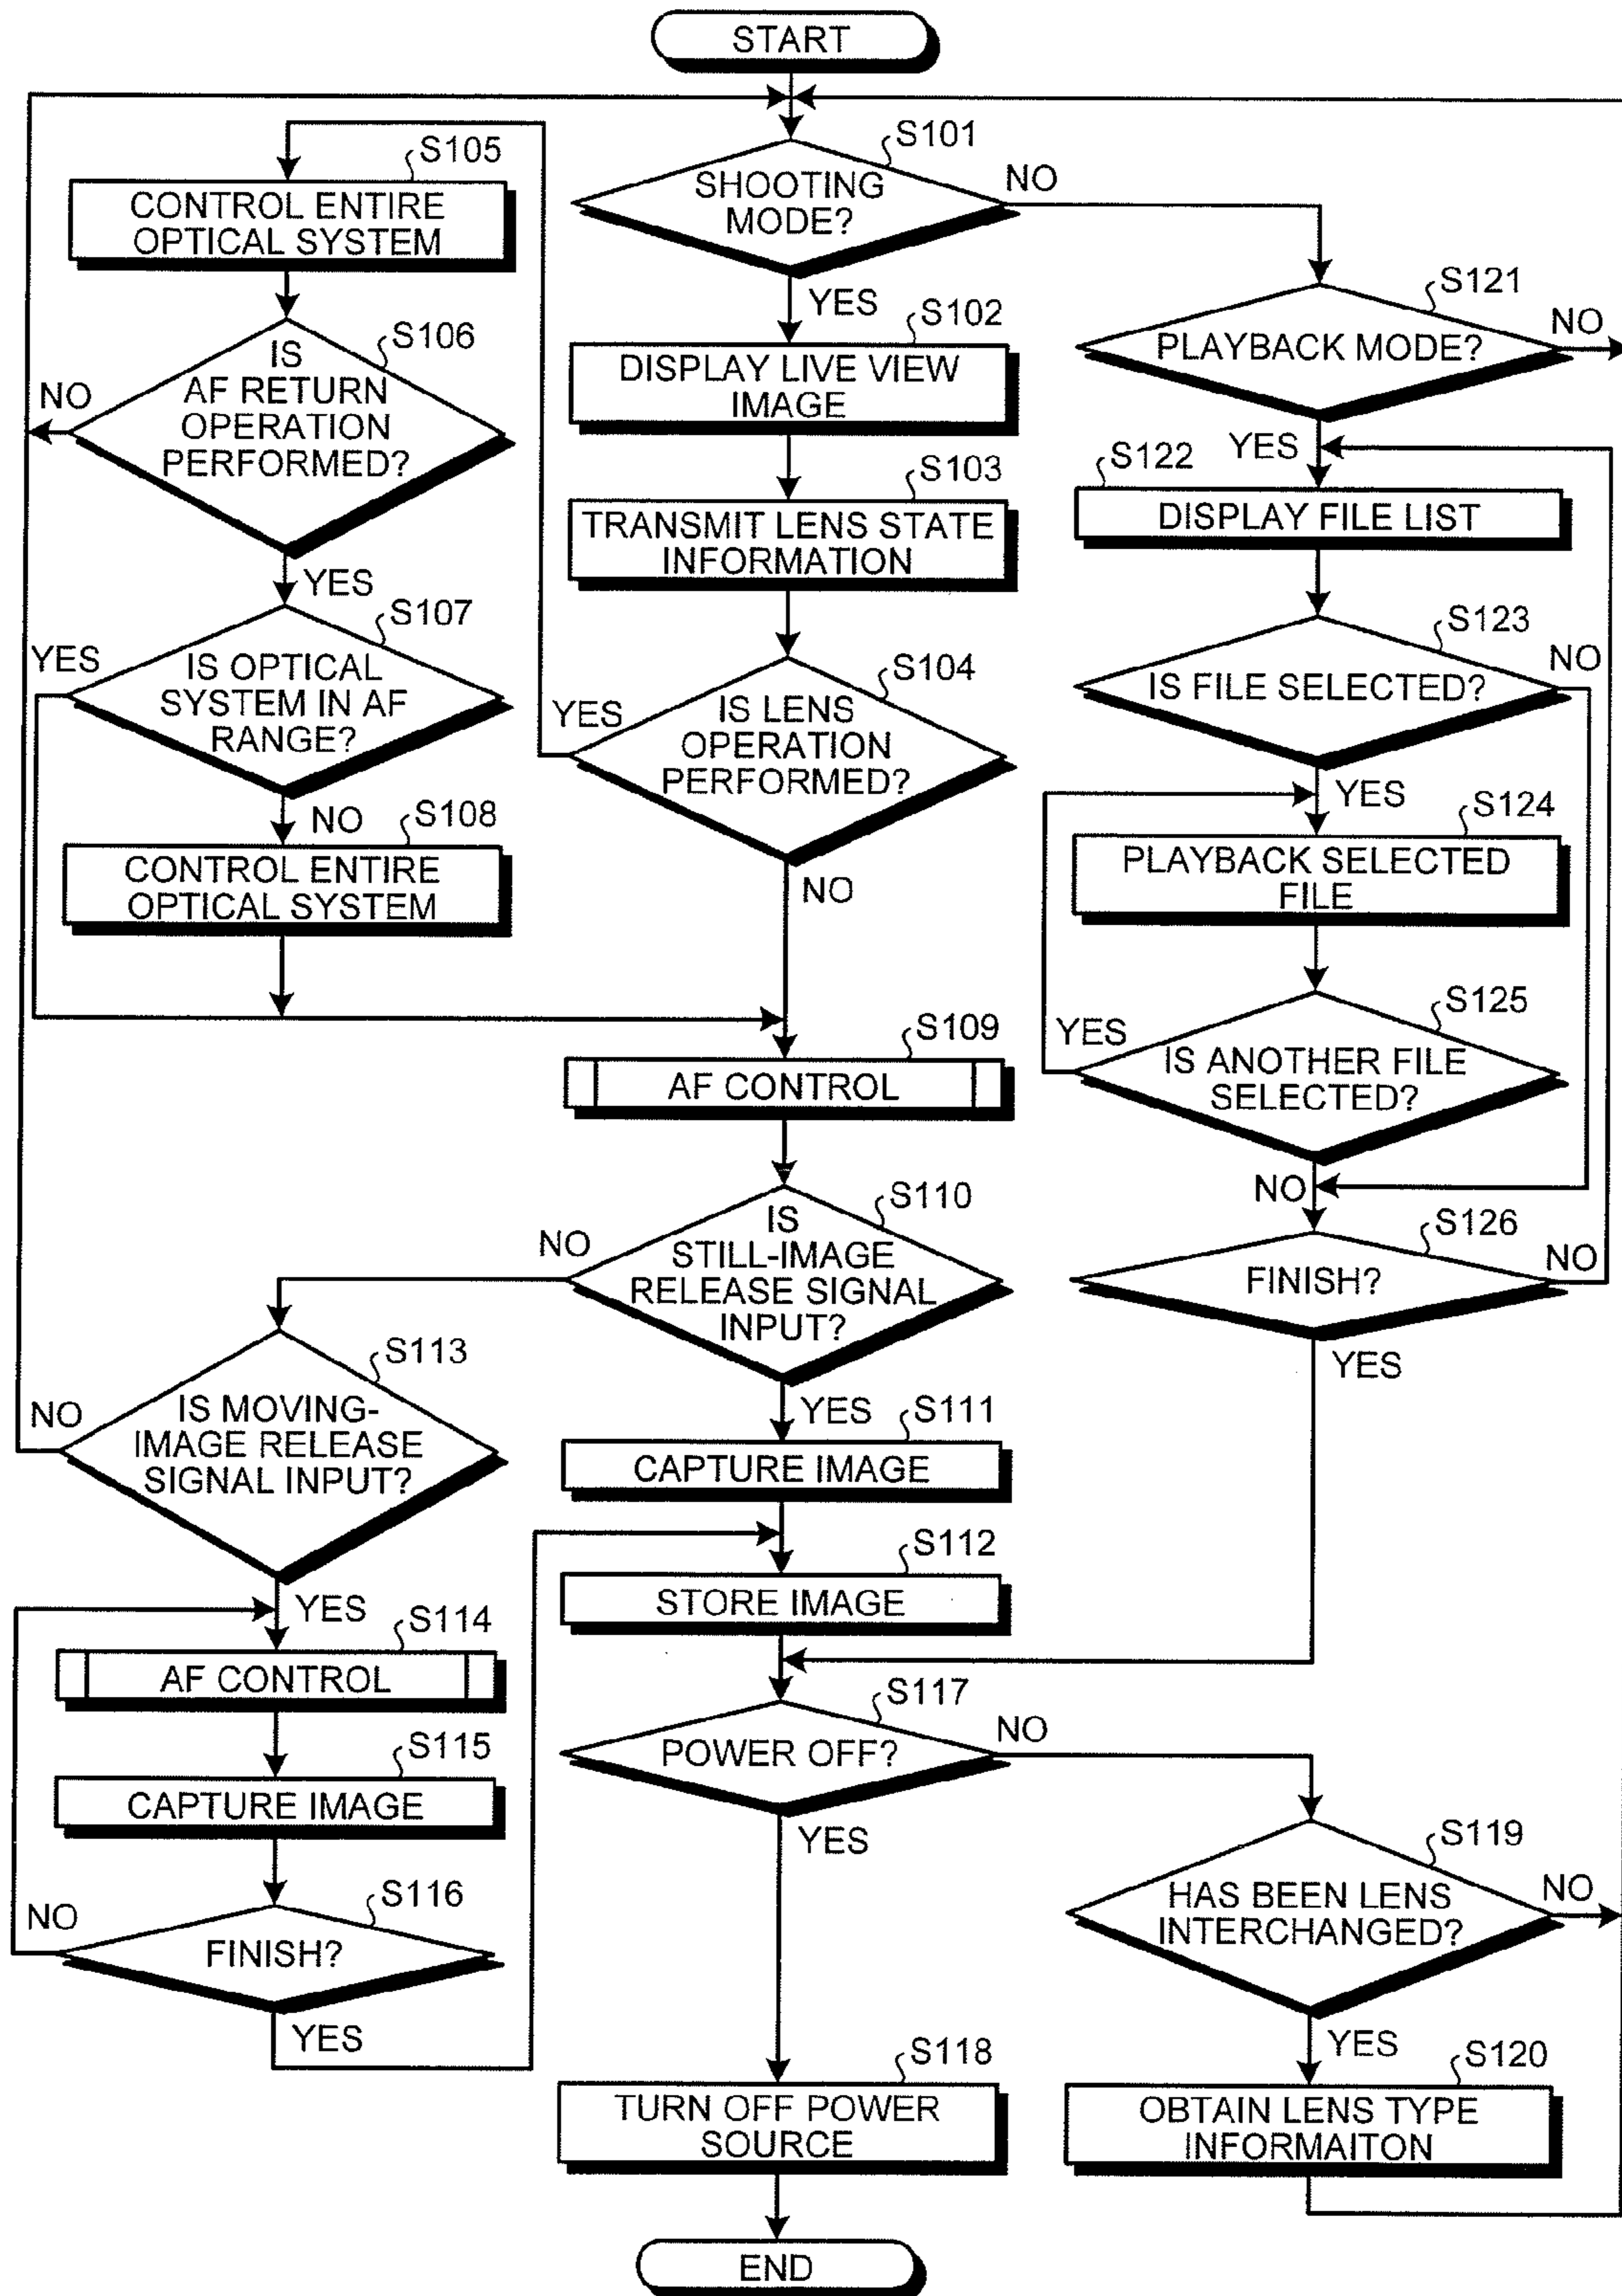 START
S101
SHOOTING
MODE?
NO
YES
S102
DISPLAY LIVE VIEW
IMAGE
S103
TRANSMIT LENS STATE
INFORMATION
S104
IS LENS
OPERATION
PERFORMED?
YES
NO
S105
CONTROL ENTIRE
OPTICAL SYSTEM
S106
IS
AF RETURN
OPERATION
PERFORMED?
NO
YES
S107
IS OPTICAL
SYSTEM IN AF
RANGE?
YES
NO
S108
CONTROL ENTIRE
OPTICAL SYSTEM
S109
AF CONTROL
S110
IS
STILL-IMAGE
RELEASE SIGNAL
INPUT?
NO
YES
S111
CAPTURE IMAGE
S112
STORE IMAGE
S113
IS MOVING-
IMAGE RELEASE
SIGNAL INPUT?
NO
YES
S114
AF CONTROL
S115
CAPTURE IMAGE
S116
FINISH?
NO
YES
S117
POWER OFF?
NO
YES
S118
TURN OFF POWER
SOURCE
END
S119
HAS BEEN LENS
INTERCHANGED?
NO
YES
S120
OBTAIN LENS TYPE
INFORMAITON
S121
PLAYBACK MODE?
NO
YES
S122
DISPLAY FILE LIST
S123
IS FILE SELECTED?
NO
YES
S124
PLAYBACK SELECTED
FILE
S125
IS ANOTHER FILE
SELECTED?
YES
NO
S126
FINISH?
NO
YES